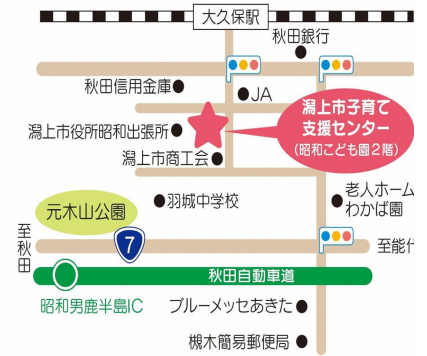 大久保駅
秋田銀行
秋田信用金庫
JA
潟上市子育て
支援センター
(昭和こども園2階)
潟上市役所昭和出張所
潟上市商工会
元木山公園
羽城中学校
老人ホーム
わかば園
至秋田
7
至能代
秋田自動車道
昭和男鹿半島IC
ブルーメッセあきた
槻木簡易郵便局